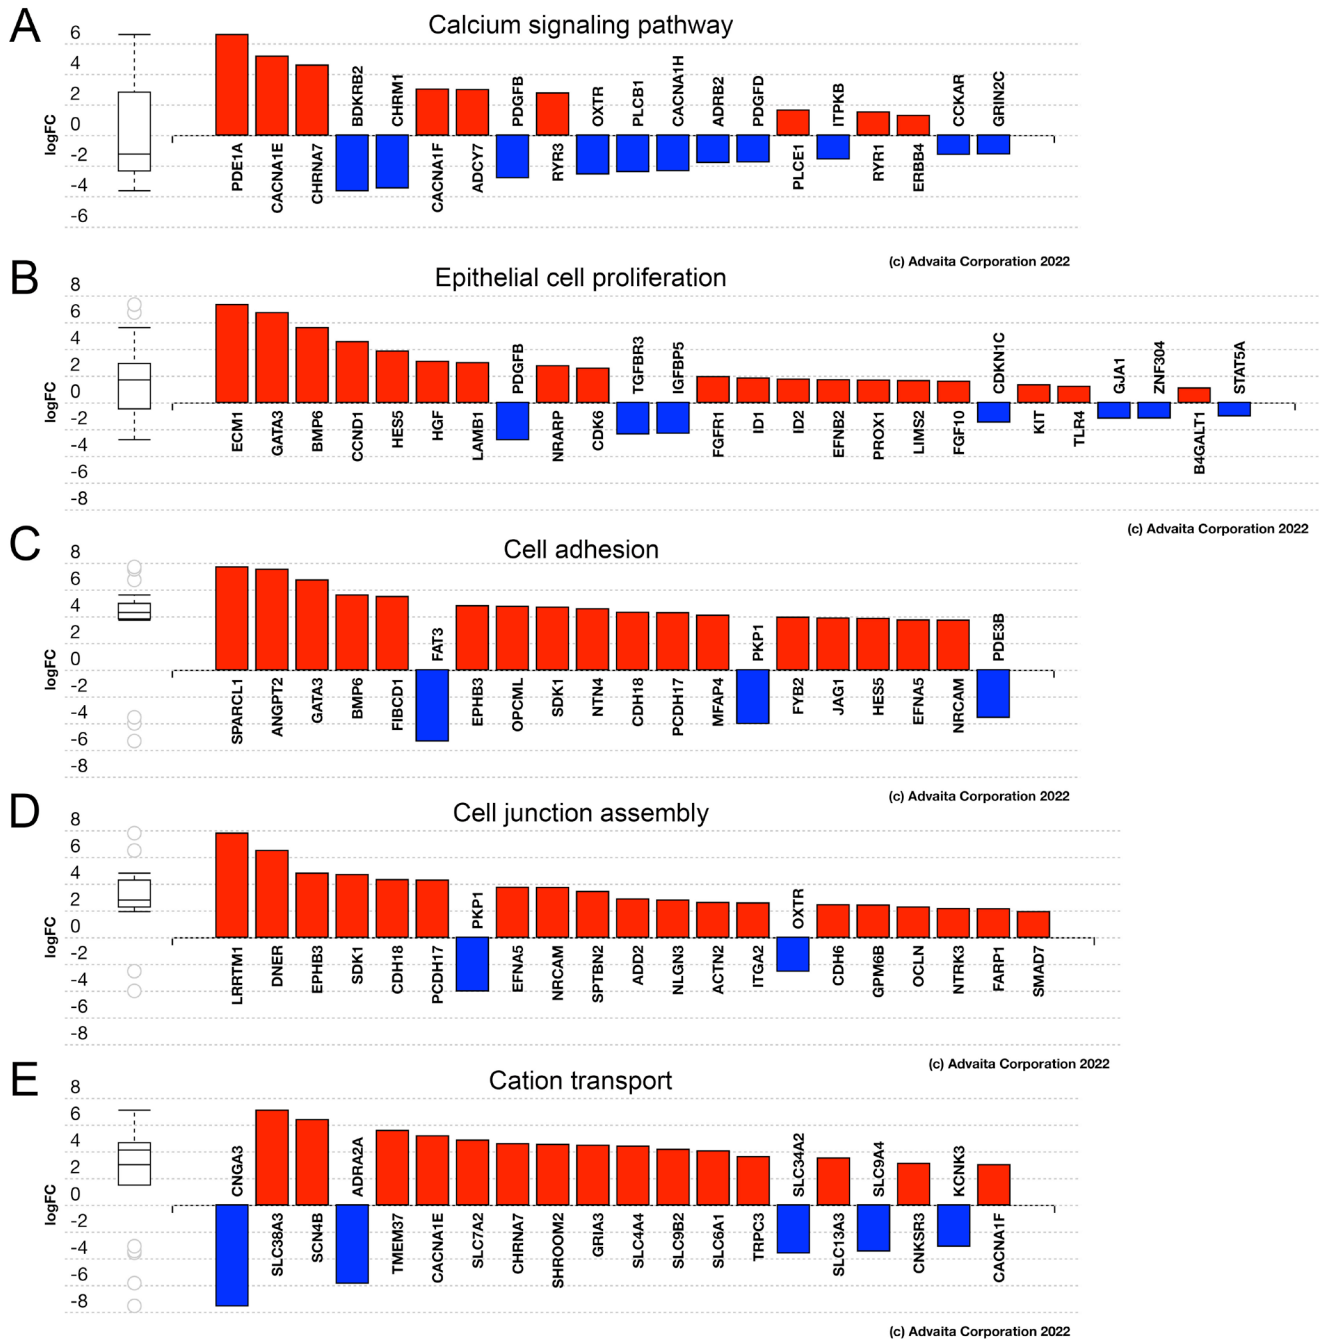 A
Calcium signaling pathway
logFC
6
4
2
0
-2
-4
-6
PDE1A
CACNA1E
CHRNA7
BDKRB2
CHRM1
CACNA1F
ADCY7
PDGFB
RYR3
OXTR
PLCB1
CACNA1H
ADRB2
PDGFD
PLCE1
ITPKB
RYR1
ERBB4
CCKAR
GRIN2C
(c) Advaita Corporation 2022
B
Epithelial cell proliferation
logFC
8
6
4
2
0
-2
-4
-6
-8
ECM1
GATA3
BMP6
CCND1
HES5
HGF
LAMB1
PDGFB
NRARP
CDK6
TGFBR3
IGFBP5
FGFR1
ID1
ID2
EFNB2
PROX1
LIMS2
FGF10
CDKN1C
KIT
TLR4
GJA1
ZNF304
B4GALT1
STAT5A
(c) Advaita Corporation 2022
C
Cell adhesion
logFC
8
6
4
2
0
-2
-4
-6
-8
SPARCL1
ANGPT2
GATA3
BMP6
FIBCD1
FAT3
EPHB3
OPCML
SDK1
NTN4
CDH18
PCDH17
MFAP4
PKP1
FYB2
JAG1
HES5
EFNA5
NRCAM
PDE3B
(c) Advaita Corporation 2022
D
Cell junction assembly
logFC
8
6
4
2
0
-2
-4
-6
-8
LRRTM1
DNER
EPHB3
SDK1
CDH18
PCDH17
PKP1
EFNA5
NRCAM
SPTBN2
ADD2
NLGN3
ACTN2
ITGA2
OXTR
CDH6
GPM6B
OCLN
NTRK3
FARP1
SMAD7
(c) Advaita Corporation 2022
E
Cation transport
logFC
8
6
4
2
0
-2
-4
-6
-8
CNGA3
SLC38A3
SCN4B
ADRA2A
TMEM37
CACNA1E
SLC7A2
CHRNA7
SHROOM2
GRIA3
SLC4A4
SLC9B2
SLC6A1
TRPC3
SLC34A2
SLC13A3
SLC9A4
CNKSR3
KCNK3
CACNA1F
(c) Advaita Corporation 2022